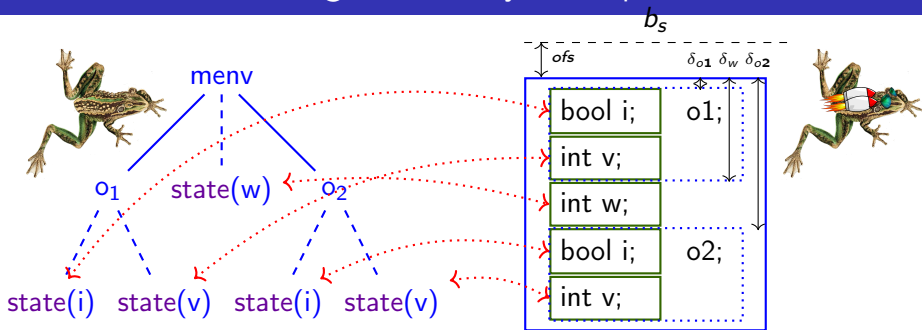 b_s
menv
ofs
δ_o1 δ_w δ_o2
bool i; o1;
int v;
o_1 state(w) o_2
int w;
bool i; o2;
state(i) state(v) state(i) state(v)
int v;